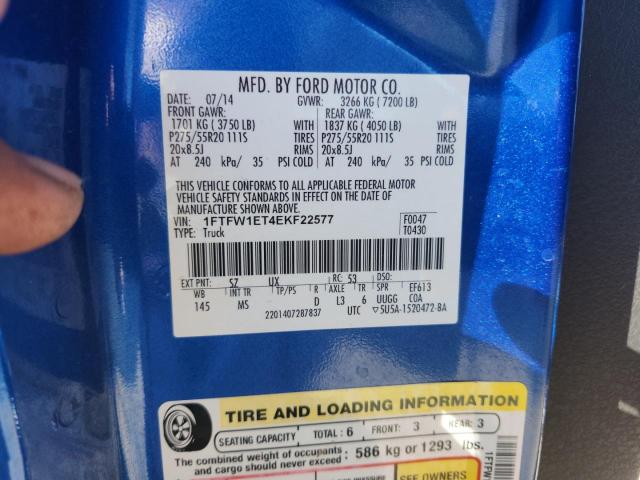 MFD. BY FORD MOTOR CO.
DATE: 07/14 GVWR: 3266 KG (7200 LB)
FRONT GAWR: REAR GAWR:
1701 KG (3750 LB) WITH 1837 KG (4050 LB) WITH
P275/55R20 111S TIRES P275/55R20 111S TIRES
20x8.5J RIMS 20x8.5J RIMS
AT 240 kPa/ 35 PSI COLD AT 240 kPa/ 35 PSI COLD
THIS VEHICLE CONFORMS TO ALL APPLICABLE FEDERAL MOTOR
VEHICLE SAFETY STANDARDS IN EFFECT ON THE DATE OF
MANUFACTURE SHOWN ABOVE.
VIN: 1FTFW1ET4EKF22577 F0047
TYPE: Truck T0430
EXT PNT: SZ UX RC: 53 DSO:
WB INT TR TP/PS R AXLE TR SPR EF613
145 MS D L3 6 UUGG COA
2201407287837 UTC 5U5A-1520472-BA
TIRE AND LOADING INFORMATION
SEATING CAPACITY TOTAL: 6 FRONT: 3 REAR: 3
The combined weight of occupants and cargo should never exceed: 586 kg or 1293 lbs.
SEE OWNERS
1FTFW